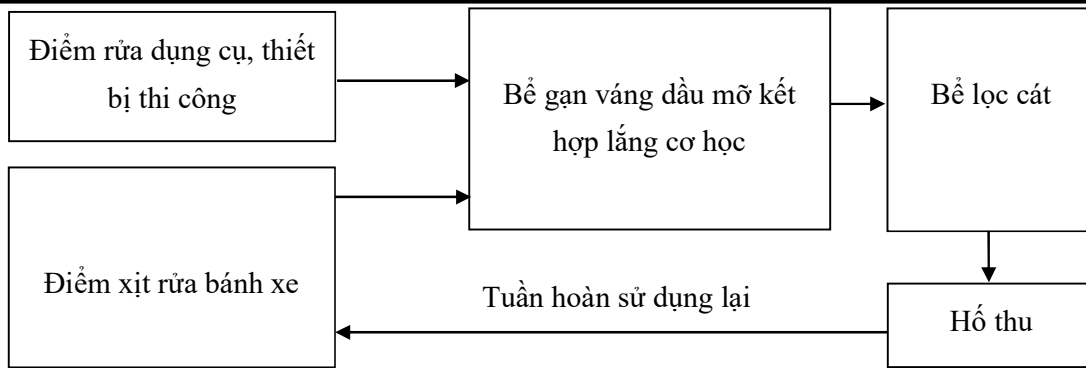 Điểm rửa dụng cụ, thiết
bị thi công
Bể gạn váng dầu mỡ kết
hợp lắng cơ học
Bể lọc cát
Điểm xịt rửa bánh xe
Tuần hoàn sử dụng lại
Hố thu